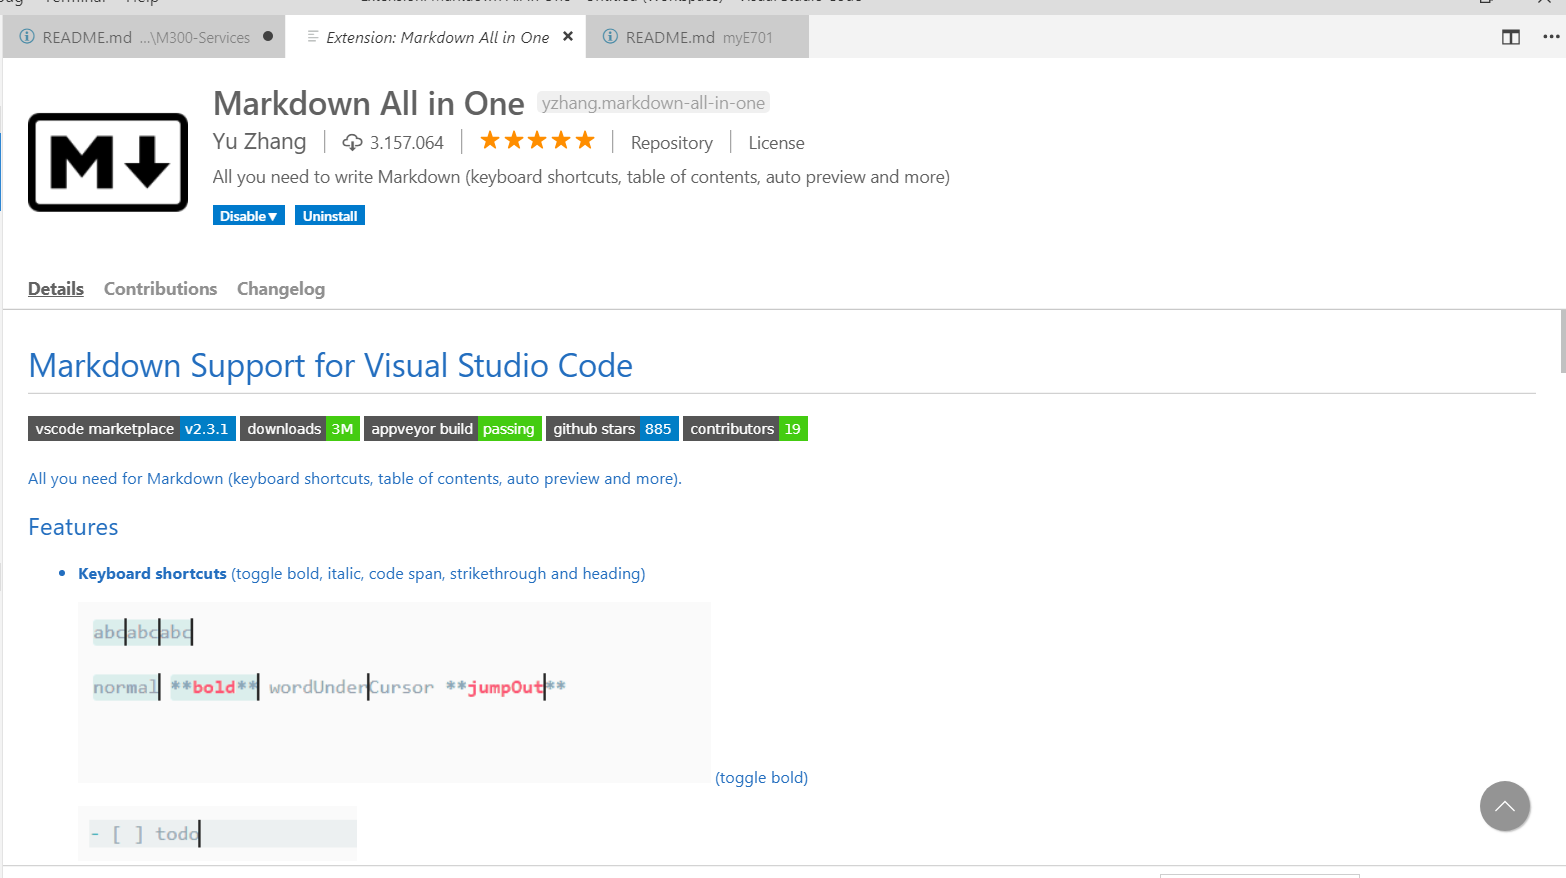 README.md ...\M300-Services
Extension: Markdown All in One
README.md myE701
Markdown All in One yzhang.markdown-all-in-one
Yu Zhang 3.157.064 Repository License
All you need to write Markdown (keyboard shortcuts, table of contents, auto preview and more)
Disable Uninstall
M
Details Contributions Changelog
Markdown Support for Visual Studio Code
vscode marketplace v2.3.1 downloads 3M appveyor build passing github stars 885 contributors 19
All you need for Markdown (keyboard shortcuts, table of contents, auto preview and more).
Features
• Keyboard shortcuts (toggle bold, italic, code span, strikethrough and heading)
abcabcabc
normal **bold** wordUnderCursor **jumpOut**
(toggle bold)
- [ ] todo